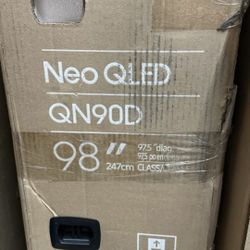 Neo QLED
QN90D
98"
97.5" diag
247cm CLASS/